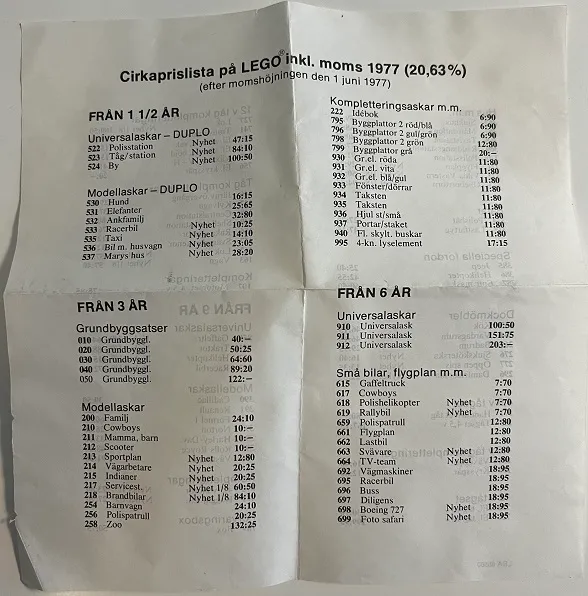 Cirkaprislista på LEGO® inkl. moms 1977 (20,63%)
(efter momshöjningen den 1 juni 1977)
FRÅN 1 1/2 ÅR
Universalaskar – DUPLO
522 Polisstation Nyhet 47:15
523 Tåg/station Nyhet 84:10
524 By Nyhet 100:50
Modellaskar – DUPLO
530 Hund 16:15
531 Elefanter 25:65
532 Ankfamilj 32:80
533 Racerbil Nyhet 10:25
535 Taxi Nyhet 14:10
536 Bil m. husvagn Nyhet 23:05
537 Marys hus Nyhet 28:20
Kompletteringsaskar m.m.
222 Idébok 6:90
795 Byggplattor 2 röd/blå 6:90
796 Byggplattor 2 gul/grön 6:90
798 Byggplattor 2 grön 12:80
799 Byggplattor grå 20:–
930 Gr.el. röda 11:80
931 Gr.el. vita 11:80
932 Gr.el. blå/gul 11:80
933 Fönster/dörrar 11:80
934 Taksten 11:80
935 Taksten 11:80
936 Hjul st/små 11:80
937 Portar/staket 11:80
940 Fl. skylt. buskar 11:80
995 4-kn. lyselement 17:15
FRÅN 3 ÅR
Grundbyggsatser
010 Grundbyggl. 40:–
020 Grundbyggl. 50:25
030 Grundbyggl. 64:60
040 Grundbyggl. 89:20
050 Grundbyggl. 122:–
Modellaskar
200 Familj 24:10
210 Cowboys 10:–
211 Mamma, barn 10:–
212 Scooter 10:–
213 Sportplan Nyhet 12:80
214 Vägarbetare Nyhet 20:25
215 Indianer Nyhet 20:25
217 Servicest. Nyhet 1/8 60:50
218 Brandbilar Nyhet 1/8 84:10
254 Barnvagn 24:10
256 Polispatrull 20:25
258 Zoo 132:25
FRÅN 6 ÅR
Universalaskar
910 Universalask 100:50
911 Universalask 151:75
912 Universalask 203:–
Små bilar, flygplan m.m.
615 Gaffeltruck 7:70
617 Cowboys 7:70
618 Polishelikopter Nyhet 7:70
619 Rallybil Nyhet 7:70
659 Polispatrull 12:80
661 Flygplan 12:80
662 Lastbil 12:80
663 Svävare Nyhet 12:80
664 TV-team Nyhet 12:80
692 Vägmaskiner 18:95
695 Racerbil 18:95
696 Buss 18:95
697 Diligens 18:95
698 Boeing 727 Nyhet 18:95
699 Foto safari Nyhet 18:95